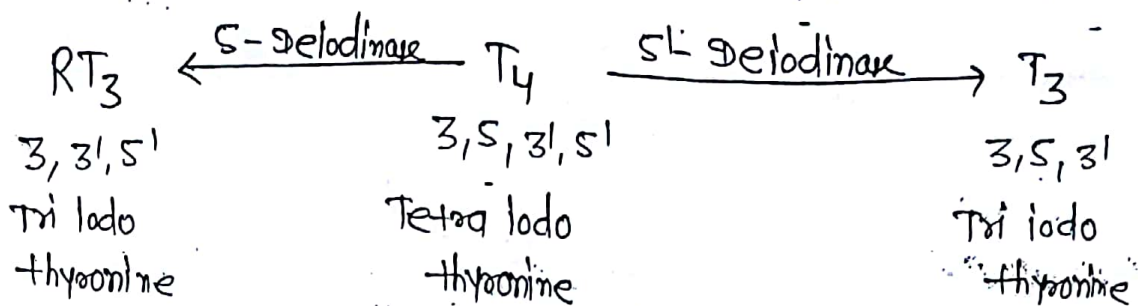 RT3 ← 5-Deiodinase T4 5'- Deiodinase → T3
3, 3', 5' 3, 5, 3', 5' 3, 5, 3'
Tri Iodo Tetra Iodo Tri iodo
thyronine thyronine thyronine